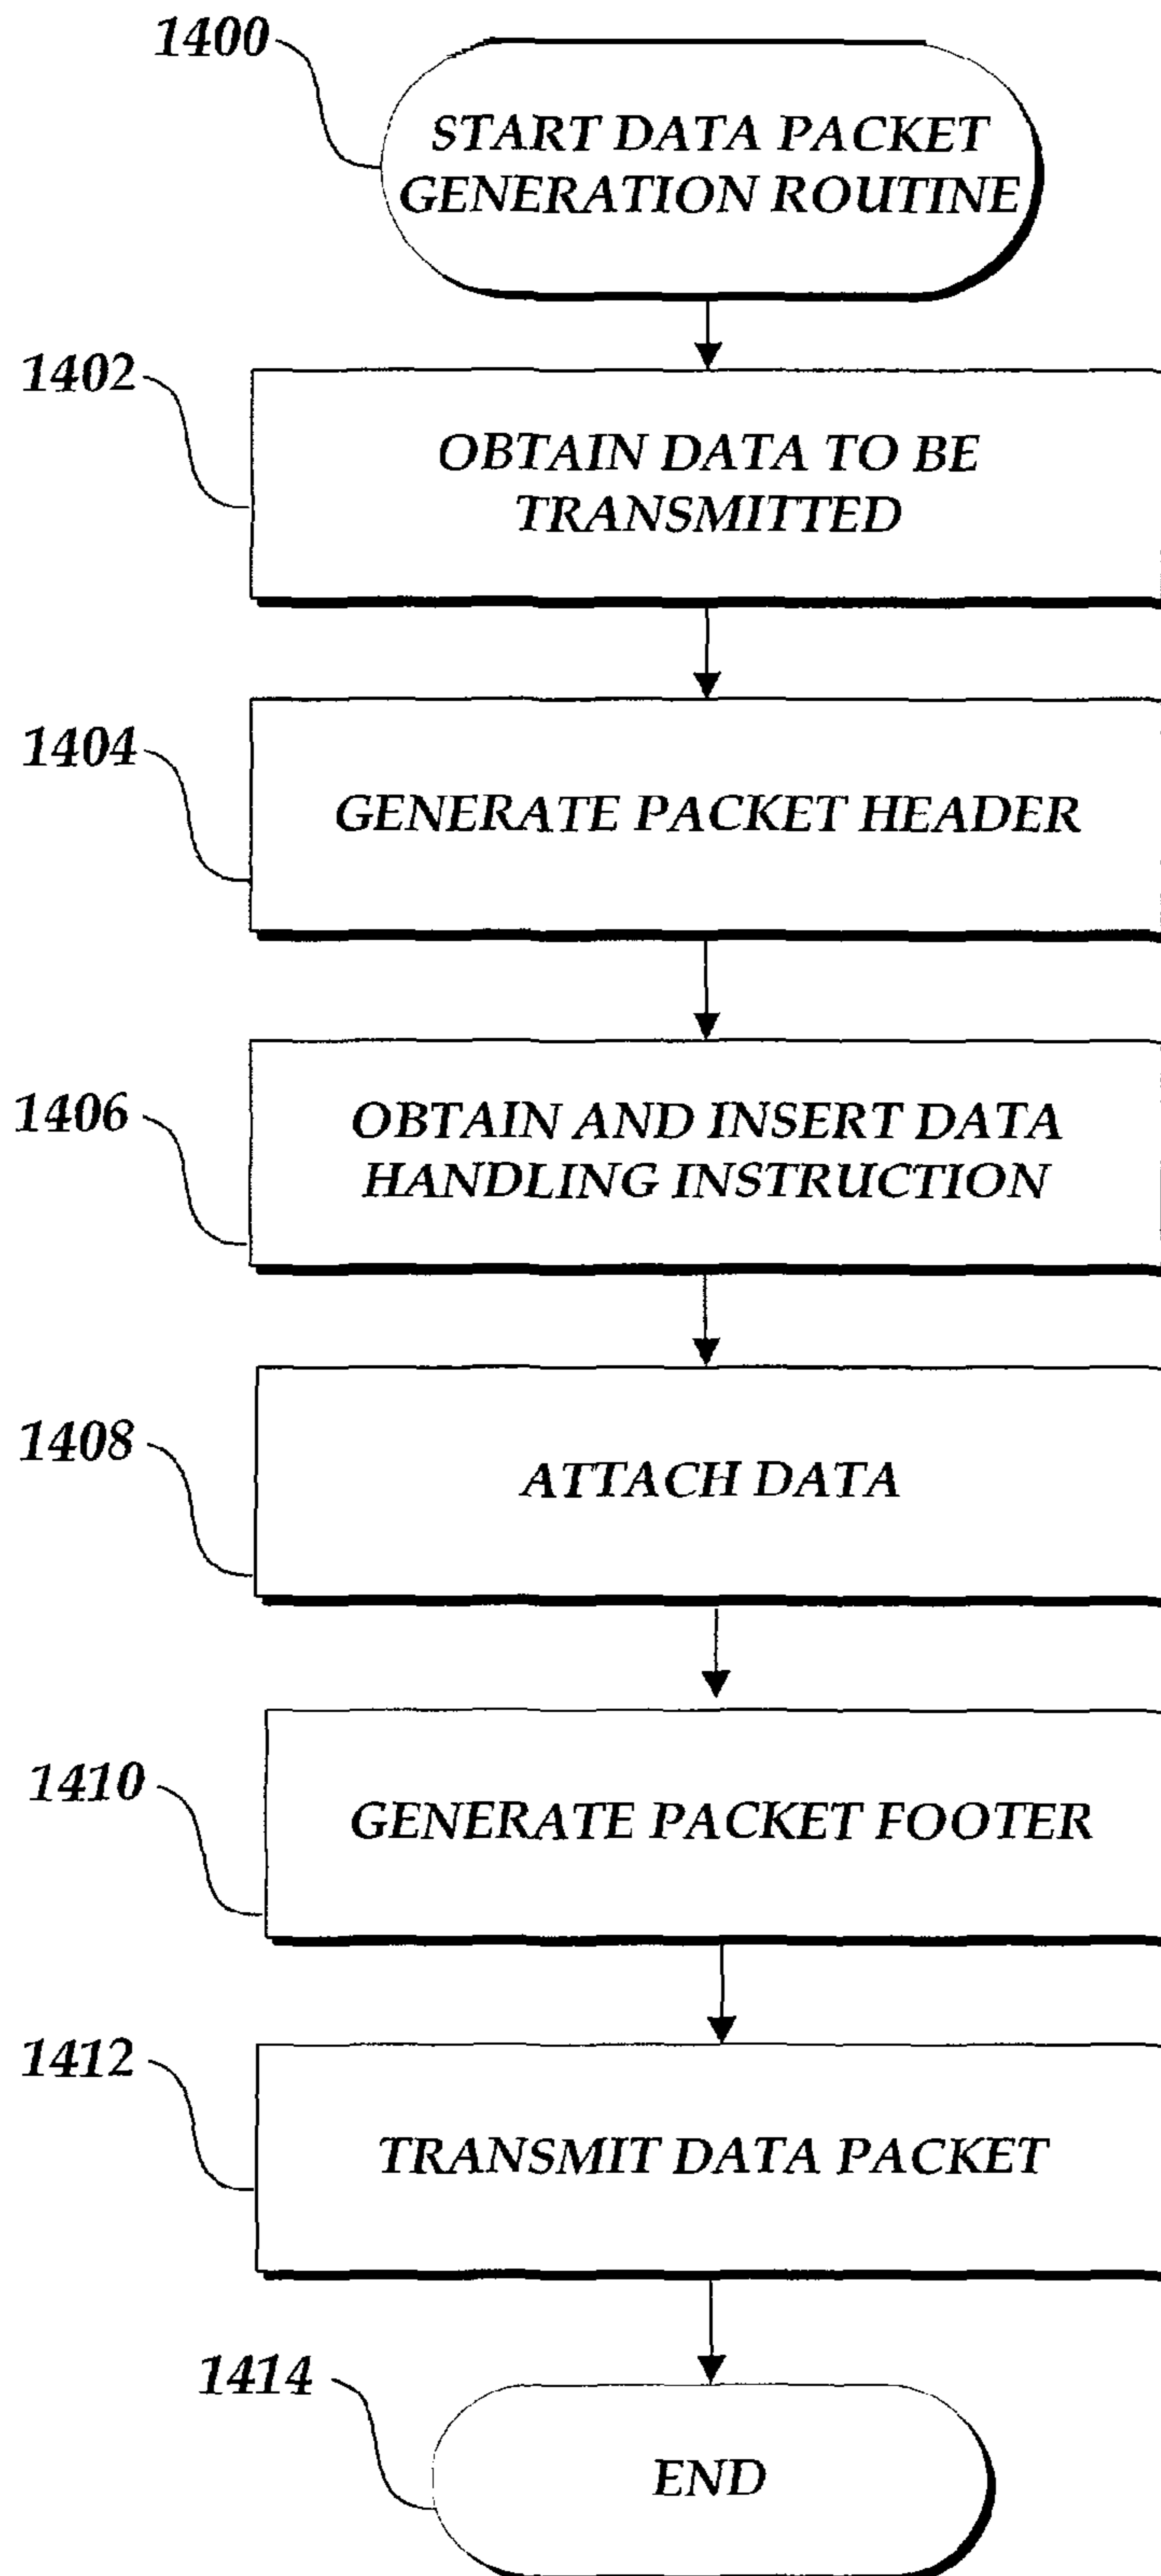 1400
START DATA PACKET
GENERATION ROUTINE
1402
OBTAIN DATA TO BE
TRANSMITTED
1404
GENERATE PACKET HEADER
1406
OBTAIN AND INSERT DATA
HANDLING INSTRUCTION
1408
ATTACH DATA
1410
GENERATE PACKET FOOTER
1412
TRANSMIT DATA PACKET
1414
END